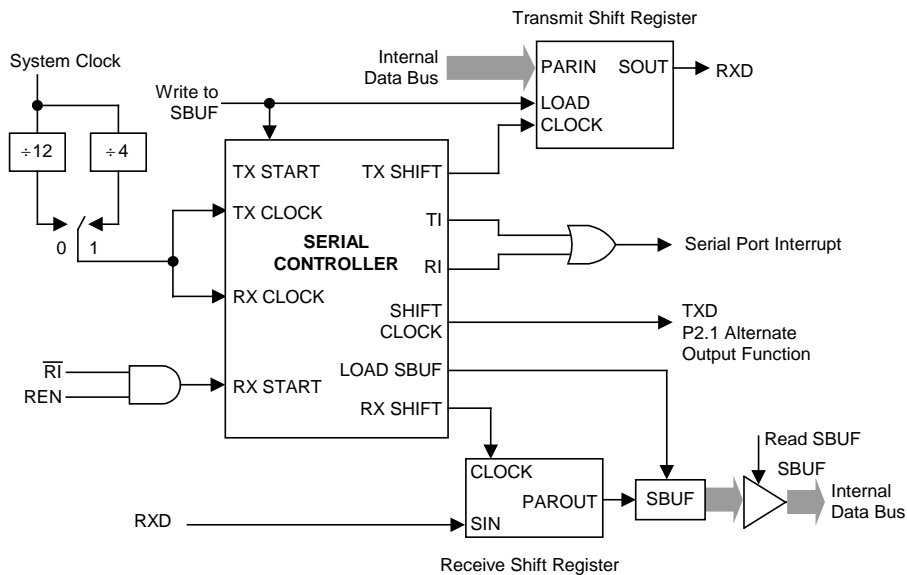 Transmit Shift Register
System Clock
Internal
Data Bus
PARIN SOUT
RXD
Write to
SBUF
LOAD
CLOCK
÷12
÷4
0 1
TX START
TX SHIFT
TX CLOCK
TI
SERIAL
CONTROLLER
RI
Serial Port Interrupt
RX CLOCK
SHIFT
CLOCK
TXD
P2.1 Alternate
Output Function
R̅I̅
REN
RX START
LOAD SBUF
RX SHIFT
Read SBUF
CLOCK
PAROUT
SIN
SBUF
SBUF
Internal
Data Bus
RXD
Receive Shift Register